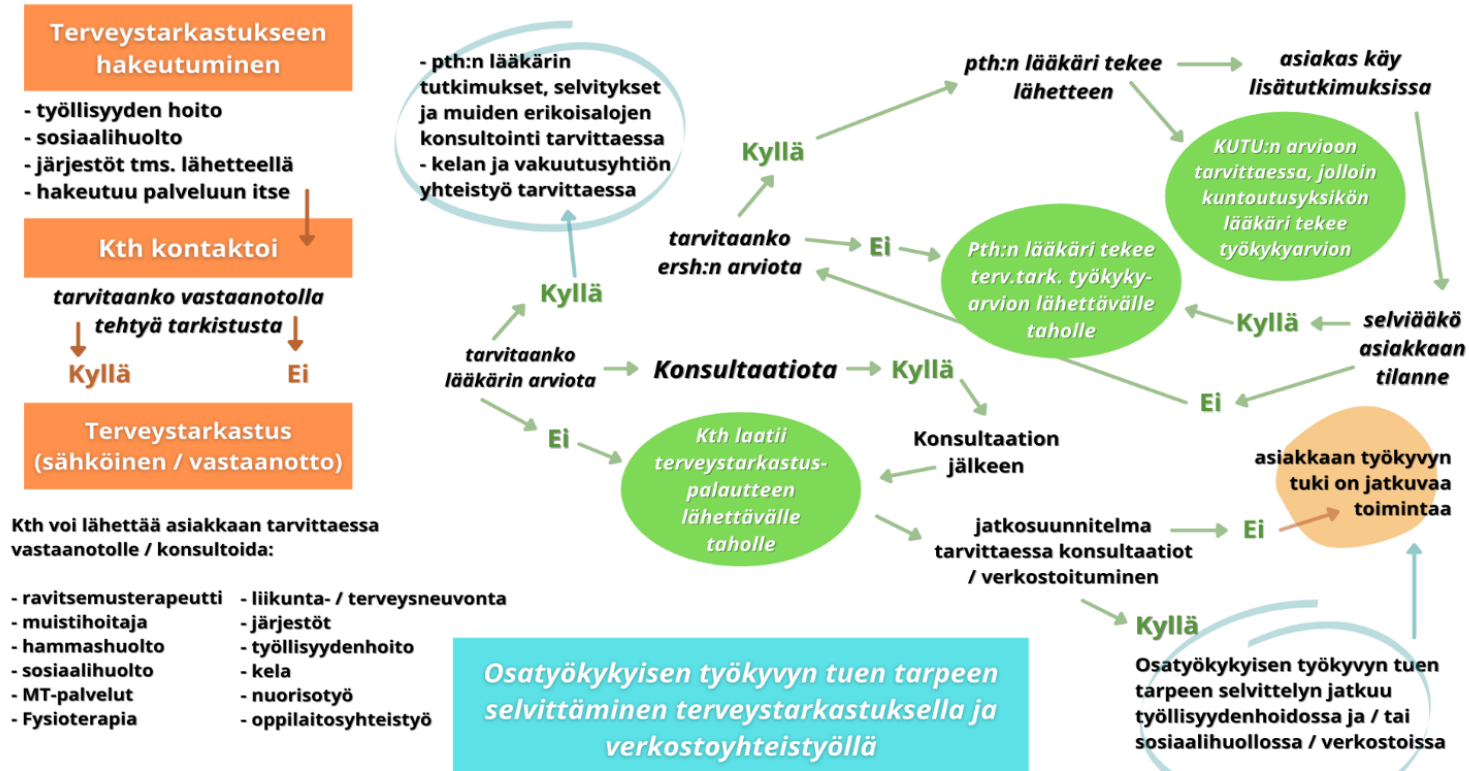 Terveystarkastukseen
hakeutuminen
- työllisyyden hoito
- sosiaalihuolto
- järjestöt tms. lähetteellä
- hakeutuu palveluun itse
Kth kontaktoi
tarvitaanko vastaanotolla
tehtyä tarkistusta
Kyllä
Ei
Terveystarkastus
(sähköinen / vastaanotto)
Kth voi lähettää asiakkaan tarvittaessa
vastaanotolle / konsultoida:
- ravitsemusterapeutti
- muistihoitaja
- hammashuolto
- sosiaalihuolto
- MT-palvelut
- Fysioterapia
- liikunta- / terveysneuvonta
- järjestöt
- työllisyydenhoito
- kela
- nuorisotyö
- oppilaitosyhteistyö
- pth:n lääkärin
tutkimukset, selvitykset
ja muiden erikoisalojen
konsultointi tarvittaessa
- kelan ja vakuutusyhtiön
yhteistyö tarvittaessa
Kyllä
tarvitaanko
lääkärin arviota
Konsultaatiota
Kyllä
Ei
Kth laatii
terveystarkastus-
palautteen
lähettävälle
taholle
Konsultaation
jälkeen
tarvitaanko
ersh:n arviota
Kyllä
Ei
pth:n lääkäri tekee
lähetteen
asiakas käy
lisätutkimuksissa
KUTU:n arvioon
tarvittaessa, jolloin
kuntoutusyksikön
lääkäri tekee
työkykyarvion
Pth:n lääkäri tekee
terv.tark. työkyky-
arvion lähettävälle
taholle
Kyllä
selviääkö
asiakkaan
tilanne
Ei
jatkosuunnitelma
tarvittaessa konsultaatiot
/ verkostoituminen
Ei
asiakkaan työkyvyn
tuki on jatkuvaa
toimintaa
Kyllä
Osatyökykyisen työkyvyn tuen
tarpeen selvittelyn jatkuu
työllisyydenhoidossa ja / tai
sosiaalihuollossa / verkostoissa
Osatyökykyisen työkyvyn tuen tarpeen
selvittäminen terveystarkastuksella ja
verkostoyhteistyöllä